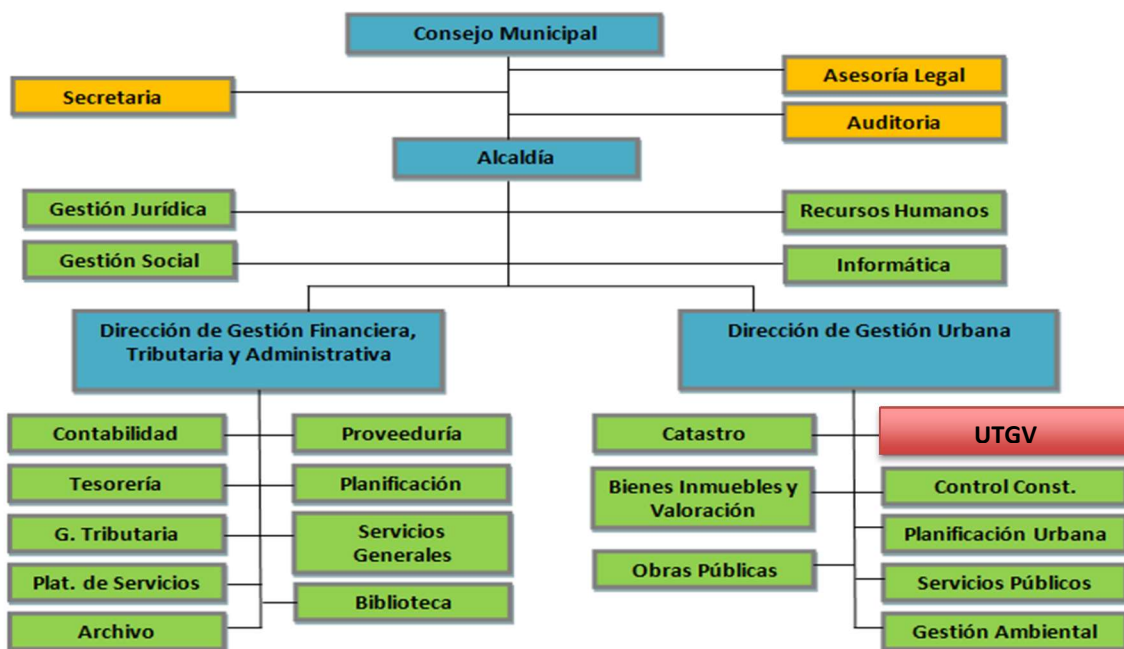 Consejo Municipal
Secretaria
Asesoría Legal
Auditoria
Alcaldía
Gestión Jurídica
Recursos Humanos
Gestión Social
Informática
Dirección de Gestión Financiera,
Tributaria y Administrativa
Dirección de Gestión Urbana
Contabilidad
Proveeduría
Tesorería
Planificación
G. Tributaria
Servicios
Generales
Plat. de Servicios
Biblioteca
Archivo
Catastro
UTGV
Bienes Inmuebles y
Valoración
Control Const.
Planificación Urbana
Obras Públicas
Servicios Públicos
Gestión Ambiental